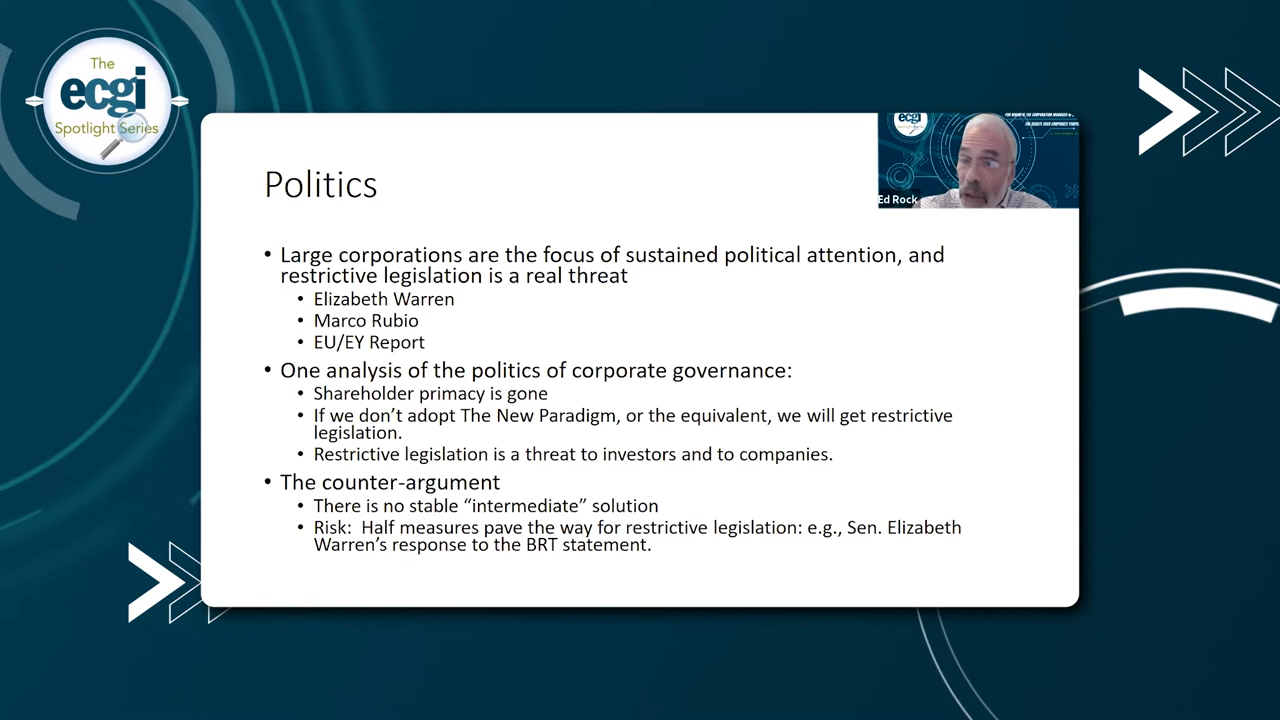 The
ecgi
Spotlight Series
ecgi
Ed Rock
Politics
• Large corporations are the focus of sustained political attention, and
restrictive legislation is a real threat
• Elizabeth Warren
• Marco Rubio
• EU/EY Report
• One analysis of the politics of corporate governance:
• Shareholder primacy is gone
• If we don’t adopt The New Paradigm, or the equivalent, we will get restrictive
legislation.
• Restrictive legislation is a threat to investors and to companies.
• The counter-argument
• There is no stable “intermediate” solution
• Risk:  Half measures pave the way for restrictive legislation: e.g., Sen. Elizabeth
Warren’s response to the BRT statement.